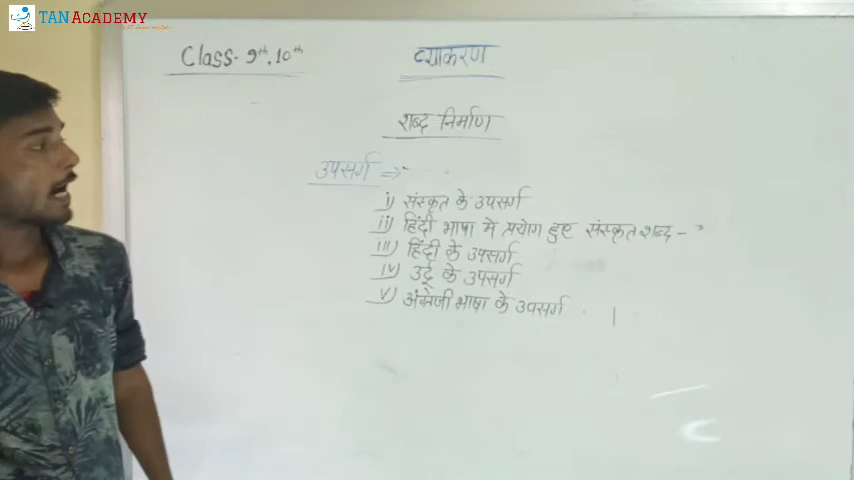 TAN ACADEMY
Class- 9th, 10th
व्याकरण
शब्द निर्माण
उपसर्ग =>
i) संस्कृत के उपसर्ग
ii) हिंदी भाषा मे प्रयोग हुए संस्कृत शब्द -
iii) हिंदी के उपसर्ग
iv) उर्दू के उपसर्ग
v) अंग्रेजी भाषा के उपसर्ग